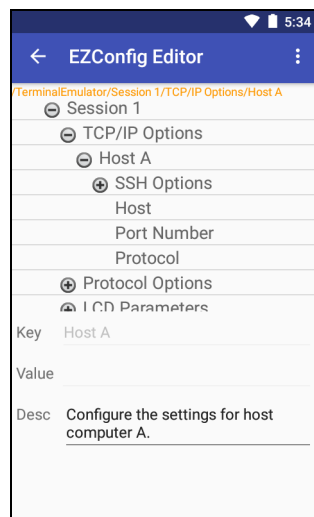 5:34
EZConfig Editor
/TerminalEmulator/Session 1/TCP/IP Options/Host A
Session 1
TCP/IP Options
Host A
SSH Options
Host
Port Number
Protocol
Protocol Options
LCD Parameters
Key Host A
Value
Desc Configure the settings for host
computer A.